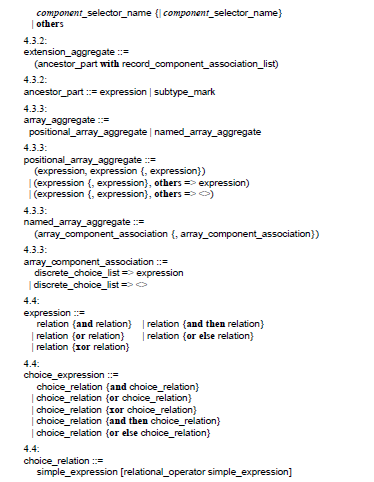 component_selector_name {| component_selector_name}
| others
4.3.2:
extension_aggregate ::=
(ancestor_part with record_component_association_list)
4.3.2:
ancestor_part ::= expression | subtype_mark
4.3.3:
array_aggregate ::=
positional_array_aggregate | named_array_aggregate
4.3.3:
positional_array_aggregate ::=
(expression, expression {, expression})
| (expression {, expression}, others => expression)
| (expression {, expression}, others => <>)
4.3.3:
named_array_aggregate ::=
(array_component_association {, array_component_association})
4.3.3:
array_component_association ::=
discrete_choice_list => expression
| discrete_choice_list => <>
4.4:
expression ::=
relation {and relation} | relation {and then relation}
| relation {or relation} | relation {or else relation}
| relation {xor relation}
4.4:
choice_expression ::=
choice_relation {and choice_relation}
| choice_relation {or choice_relation}
| choice_relation {xor choice_relation}
| choice_relation {and then choice_relation}
| choice_relation {or else choice_relation}
4.4:
choice_relation ::=
simple_expression [relational_operator simple_expression]